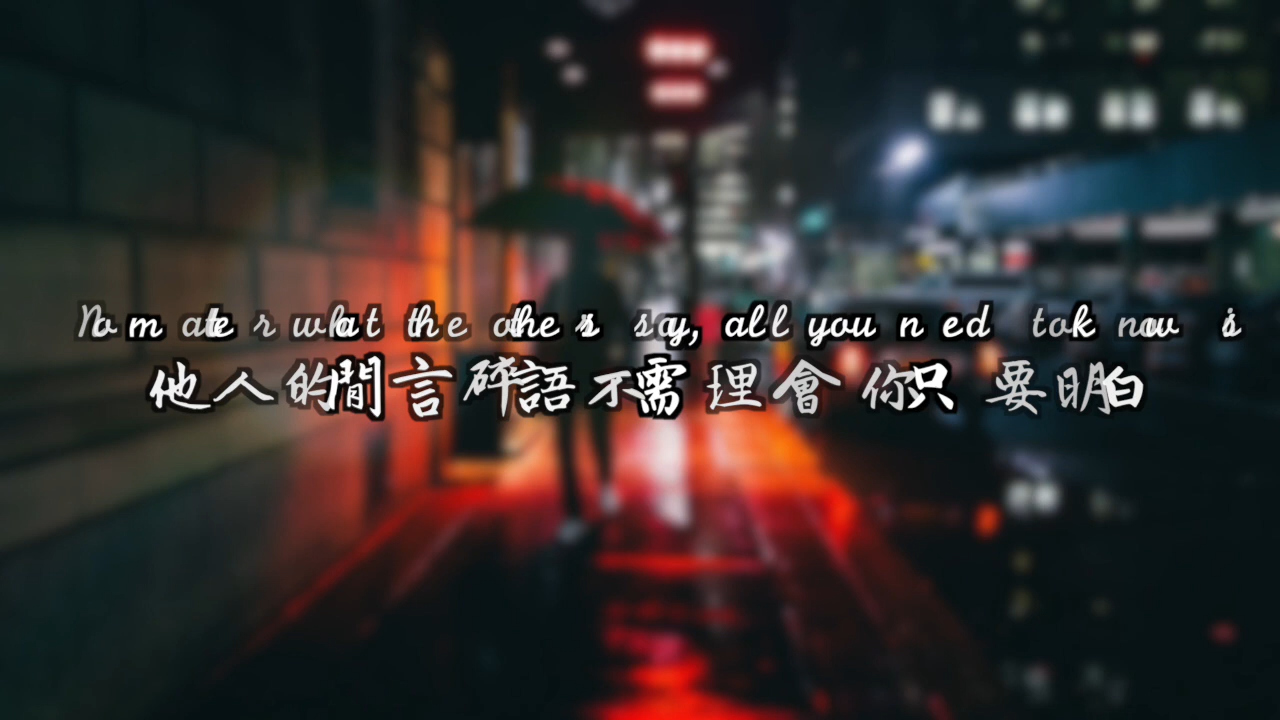 No matter what the others say, all you need to know is
他人的閒言碎語不需理會 你只要明白